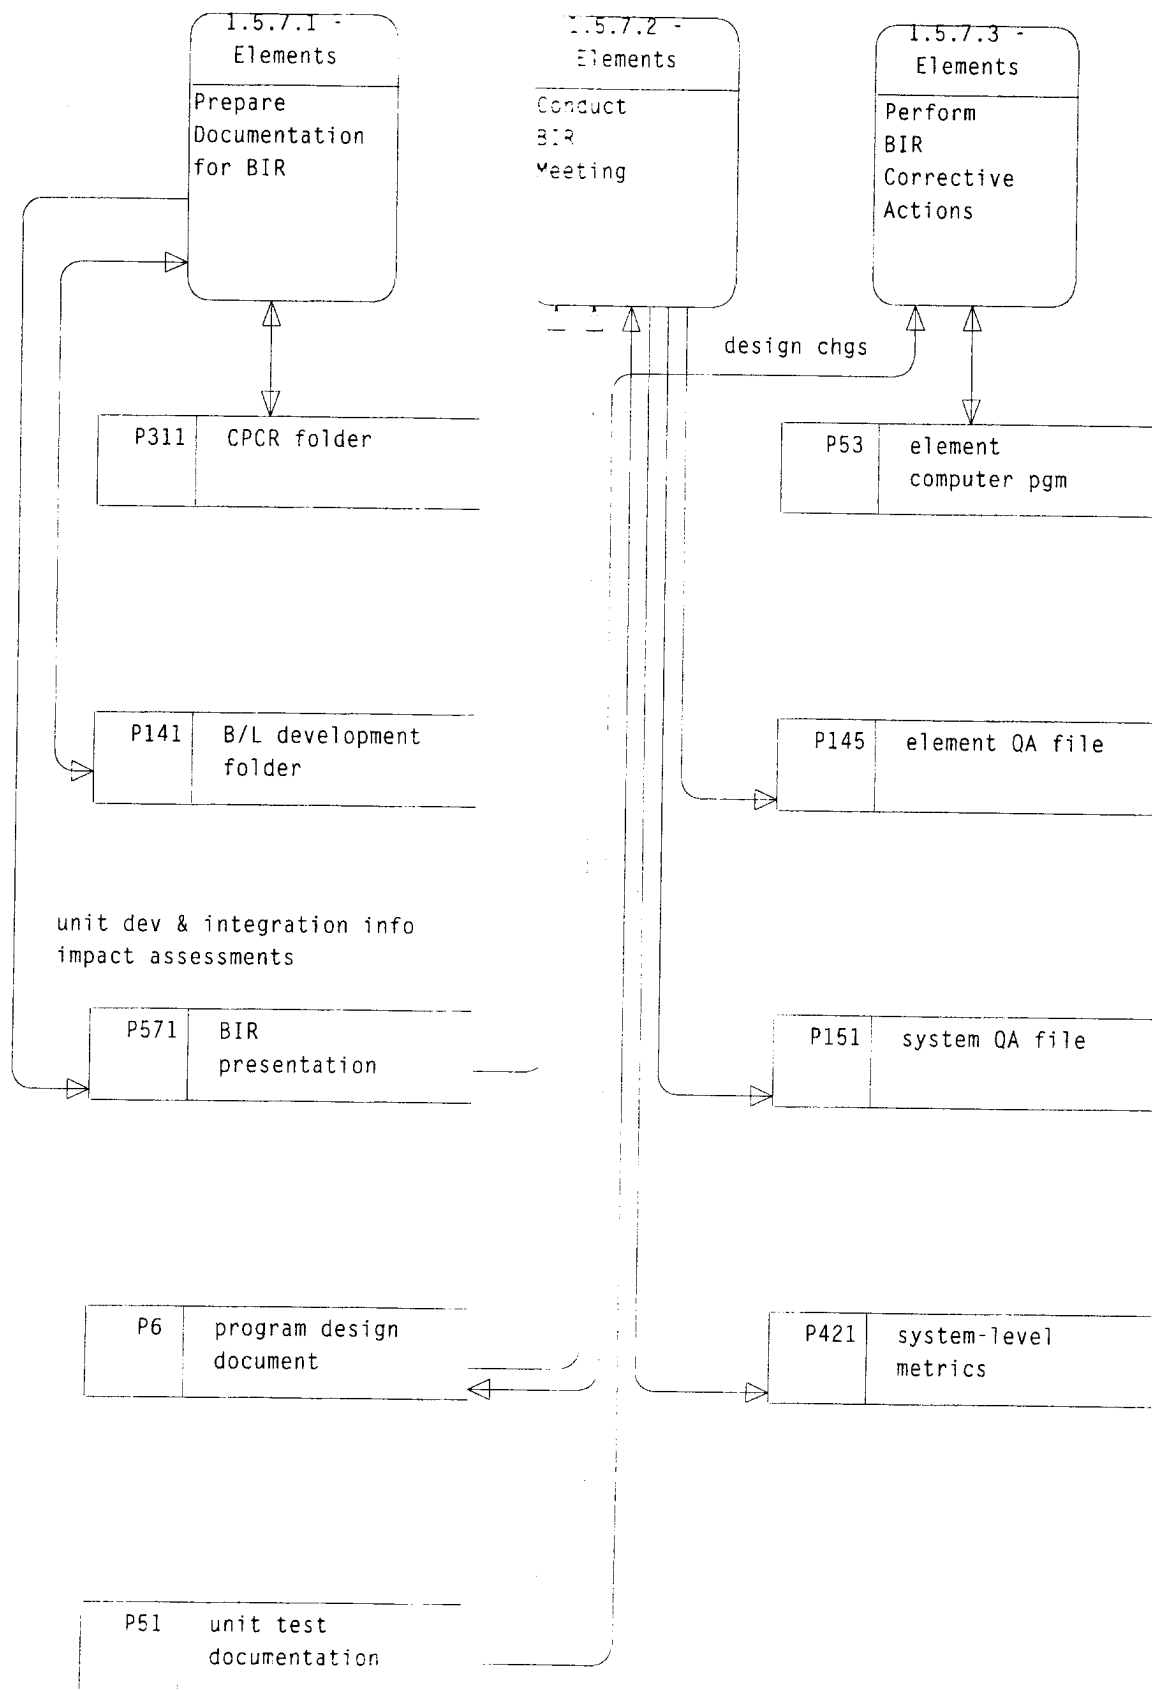 1.5.7.1 -
Elements
Prepare
Documentation
for BIR
1.5.7.2 -
Elements
Conduct
BIR
Meeting
1.5.7.3 -
Elements
Perform
BIR
Corrective
Actions
design chgs
P311 CPCR folder
P53 element
computer pgm
P141 B/L development
folder
P145 element QA file
unit dev & integration info
impact assessments
P571 BIR
presentation
P151 system QA file
P6 program design
document
P421 system-level
metrics
P51 unit test
documentation